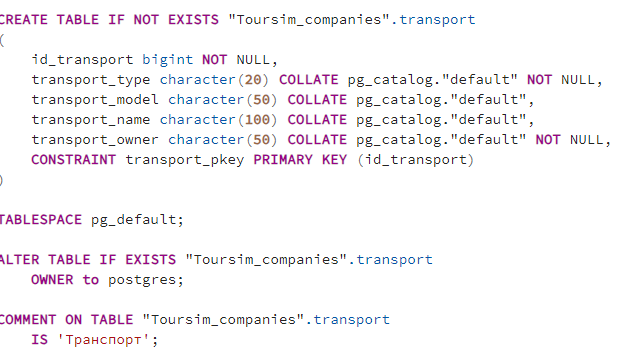 CREATE TABLE IF NOT EXISTS "Toursim_companies".transport
(
    id_transport bigint NOT NULL,
    transport_type character(20) COLLATE pg_catalog."default" NOT NULL,
    transport_model character(50) COLLATE pg_catalog."default",
    transport_name character(100) COLLATE pg_catalog."default",
    transport_owner character(50) COLLATE pg_catalog."default" NOT NULL,
    CONSTRAINT transport_pkey PRIMARY KEY (id_transport)
)
TABLESPACE pg_default;
ALTER TABLE IF EXISTS "Toursim_companies".transport
    OWNER to postgres;
COMMENT ON TABLE "Toursim_companies".transport
    IS 'Транспорт';